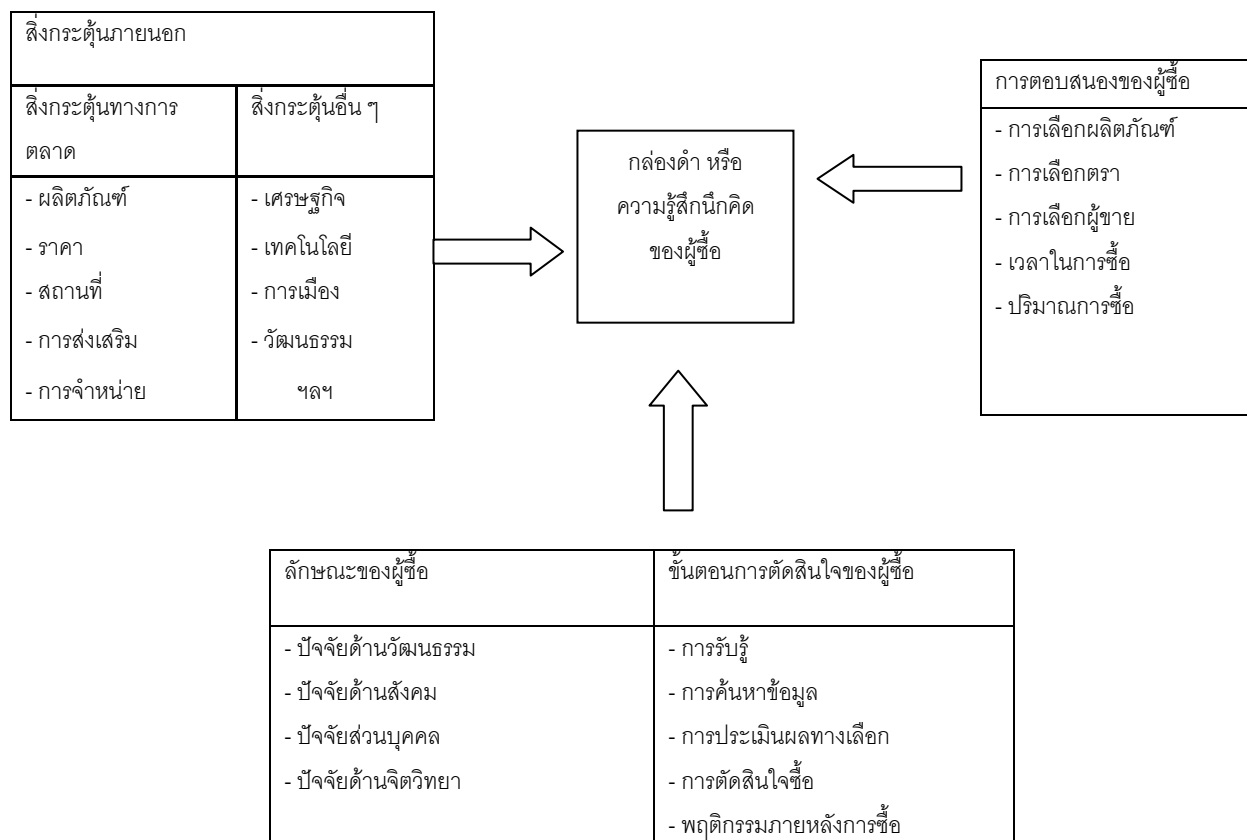 สิ่งกระตุ้นภายนอก
สิ่งกระตุ้นทางการ
ตลาด
สิ่งกระตุ้นอื่น ๆ
- ผลิตภัณฑ์
- ราคา
- สถานที่
- การส่งเสริม
- การจำหน่าย
- เศรษฐกิจ
- เทคโนโลยี
- การเมือง
- วัฒนธรรม
ฯลฯ
กล่องดำ หรือ
ความรู้สึกนึกคิด
ของผู้ซื้อ
การตอบสนองของผู้ซื้อ
- การเลือกผลิตภัณฑ์
- การเลือกตรา
- การเลือกผู้ขาย
- เวลาในการซื้อ
- ปริมาณการซื้อ
ลักษณะของผู้ซื้อ
- ปัจจัยด้านวัฒนธรรม
- ปัจจัยด้านสังคม
- ปัจจัยส่วนบุคคล
- ปัจจัยด้านจิตวิทยา
ขั้นตอนการตัดสินใจของผู้ซื้อ
- การรับรู้
- การค้นหาข้อมูล
- การประเมินผลทางเลือก
- การตัดสินใจซื้อ
- พฤติกรรมภายหลังการซื้อ